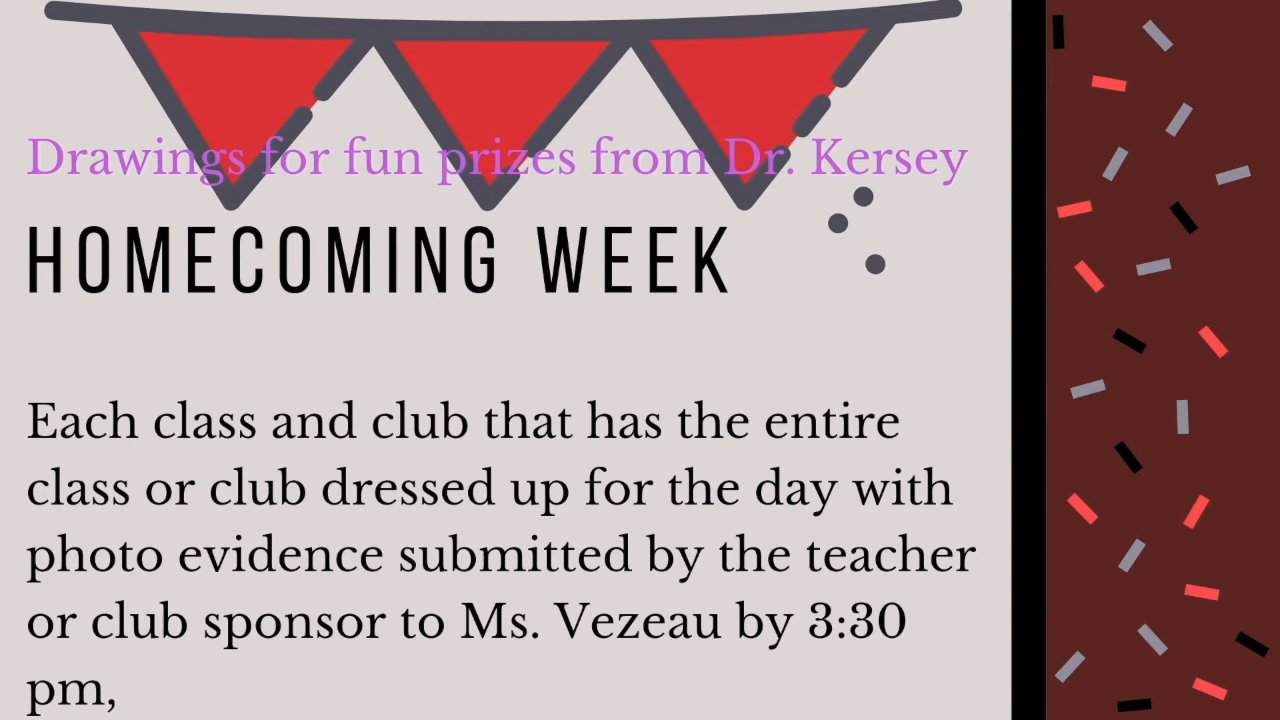 Drawings for fun prizes from Dr. Kersey
HOMECOMING WEEK
Each class and club that has the entire
class or club dressed up for the day with
photo evidence submitted by the teacher
or club sponsor to Ms. Vezeau by 3:30
pm,